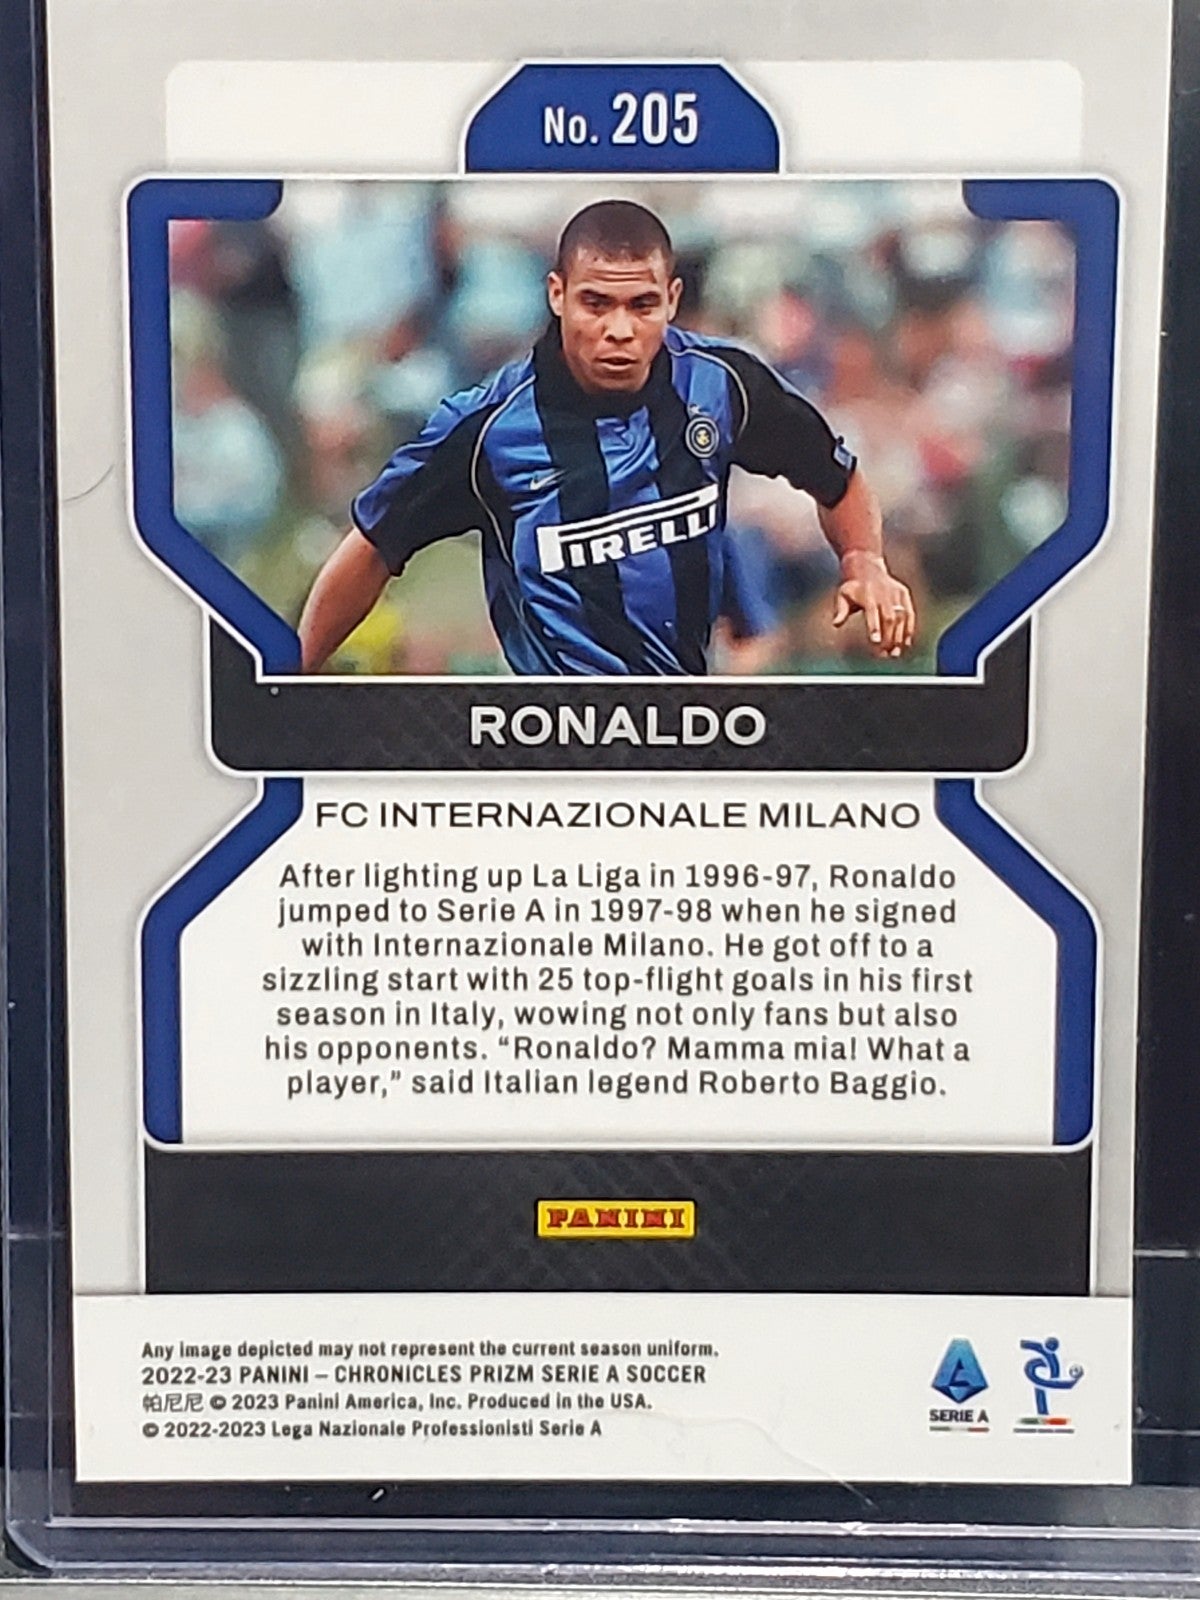 No. 205
PIRELLI
RONALDO
FC INTERNAZIONALE MILANO
After lighting up La Liga in 1996-97, Ronaldo
jumped to Serie A in 1997-98 when he signed
with Internazionale Milano. He got off to a
sizzling start with 25 top-flight goals in his first
season in Italy, wowing not only fans but also
his opponents. “Ronaldo? Mamma mia! What a
player,” said Italian legend Roberto Baggio.
PANINI
Any image depicted may not represent the current season uniform.
2022-23 PANINI – CHRONICLES PRIZM SERIE A SOCCER
帕尼尼 © 2023 Panini America, Inc. Produced in the USA.
© 2022-2023 Lega Nazionale Professionisti Serie A
SERIE A